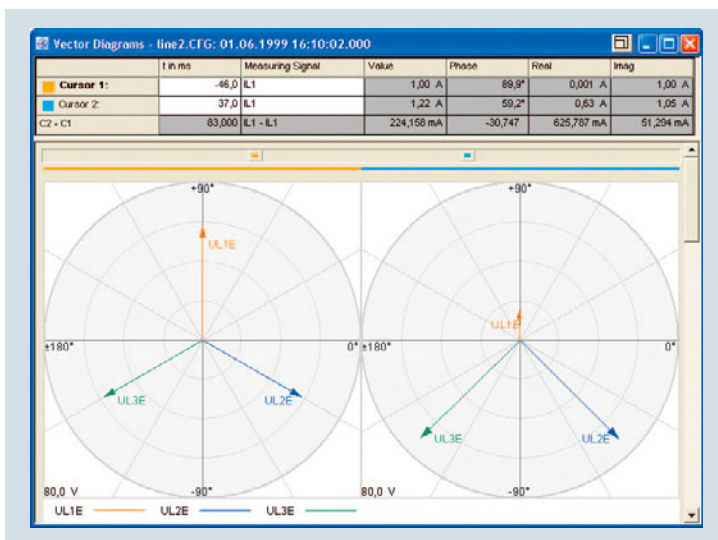 Vector Diagrams - line2.CFG: 01.06.1999 16:10:02.000
t in ms Measuring Signal Value Phase Real Imag
Cursor 1: -46,0 IL1 1,00 A 89,9° 0,001 A 1,00 A
Cursor 2: 37,0 IL1 1,22 A 59,2° 0,63 A 1,05 A
C2 - C1 83,000 IL1 - IL1 224,158 mA -30,747 625,787 mA 51,294 mA
+90° +90°
UL1E
UL1E
±180° 0° ±180° 0°
UL3E UL2E
UL3E UL2E
80,0 V -90° 80,0 V -90°
UL1E UL2E UL3E